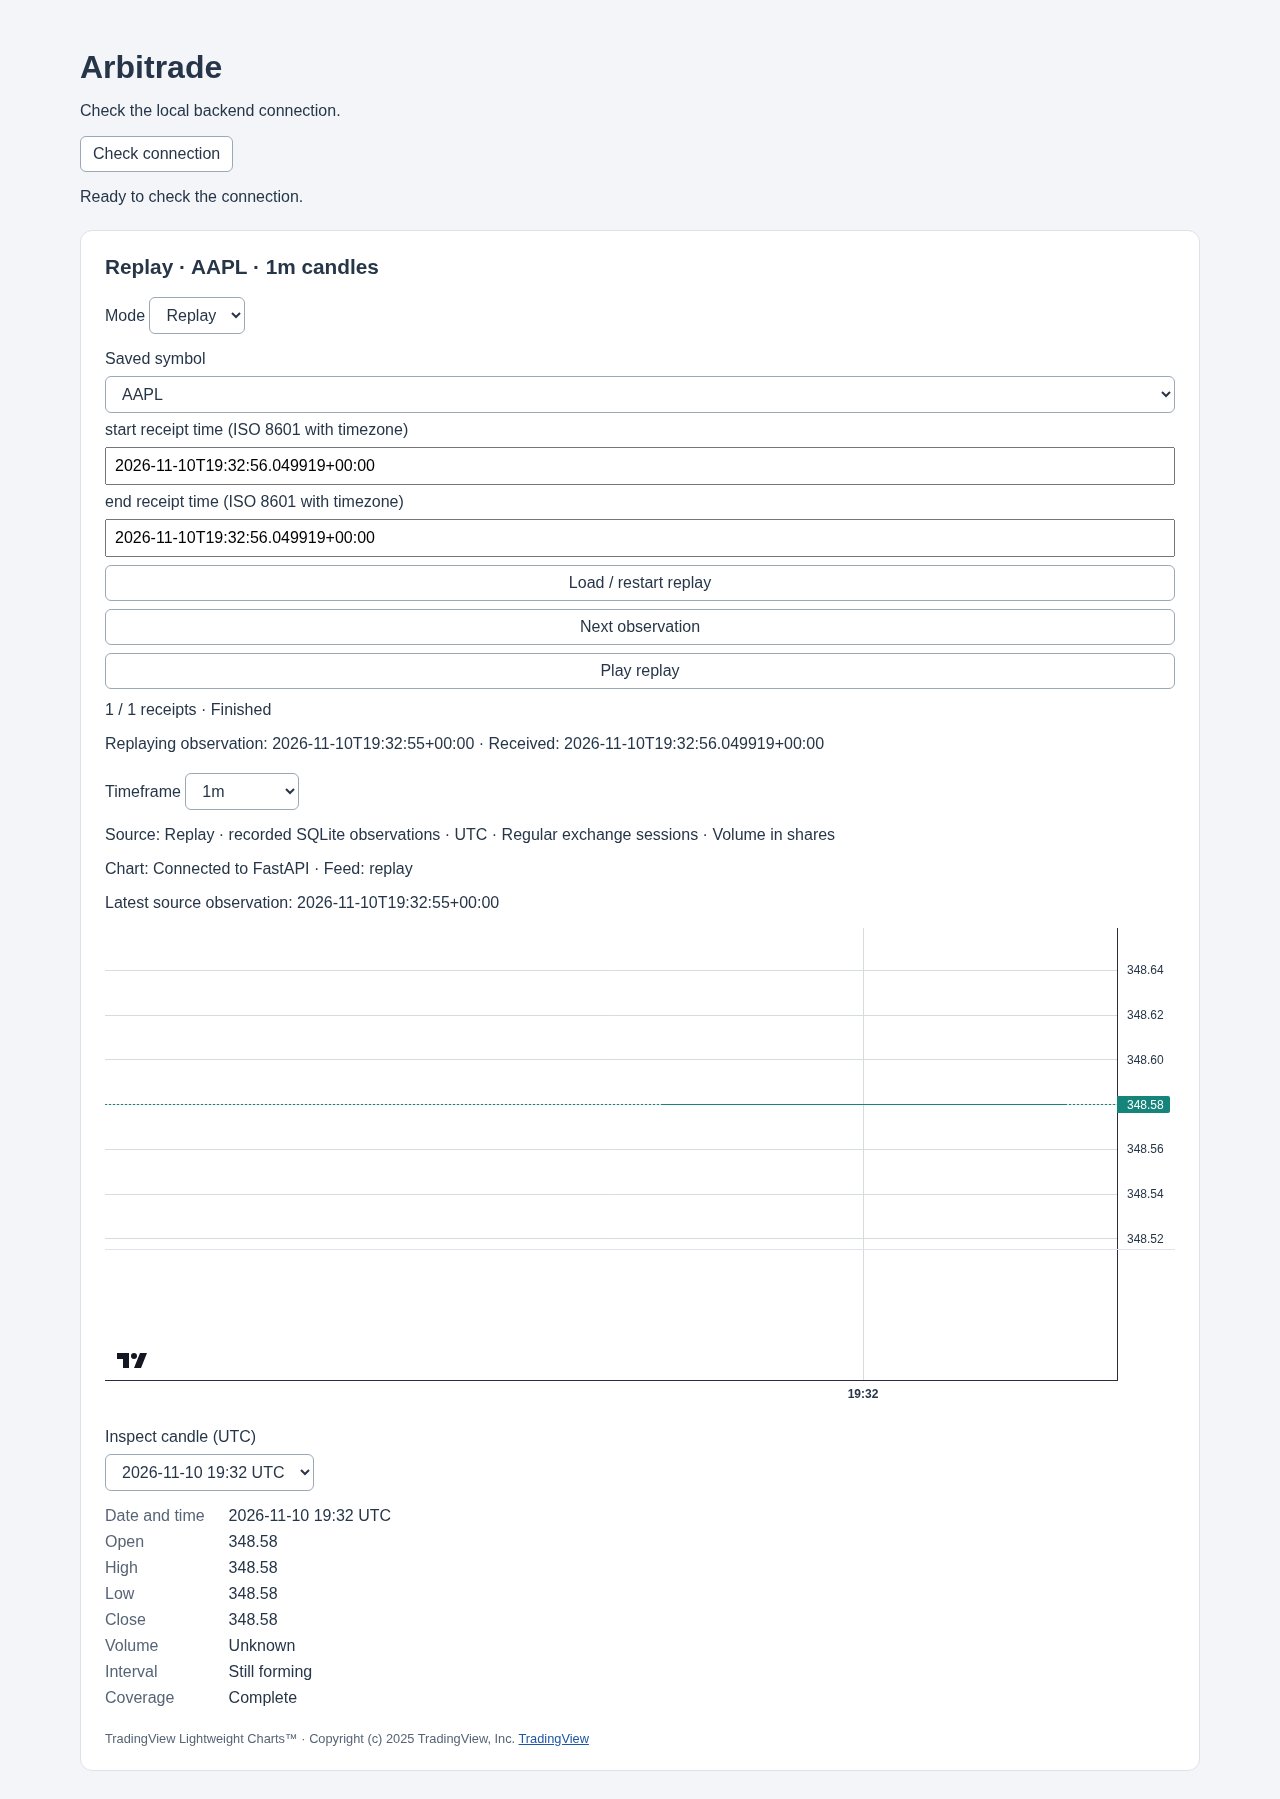 Arbitrade
Check the local backend connection.
Check connection
Ready to check the connection.
Replay · AAPL · 1m candles
Mode Replay
Saved symbol
AAPL
start receipt time (ISO 8601 with timezone)
2026-11-10T19:32:56.049919+00:00
end receipt time (ISO 8601 with timezone)
2026-11-10T19:32:56.049919+00:00
Load / restart replay
Next observation
Play replay
1 / 1 receipts · Finished
Replaying observation: 2026-11-10T19:32:55+00:00 · Received: 2026-11-10T19:32:56.049919+00:00
Timeframe 1m
Source: Replay · recorded SQLite observations · UTC · Regular exchange sessions · Volume in shares
Chart: Connected to FastAPI · Feed: replay
Latest source observation: 2026-11-10T19:32:55+00:00
348.64
348.62
348.60
348.58
348.56
348.54
348.52
19:32
Inspect candle (UTC)
2026-11-10 19:32 UTC
Date and time 2026-11-10 19:32 UTC
Open 348.58
High 348.58
Low 348.58
Close 348.58
Volume Unknown
Interval Still forming
Coverage Complete
TradingView Lightweight Charts™ · Copyright (c) 2025 TradingView, Inc. TradingView